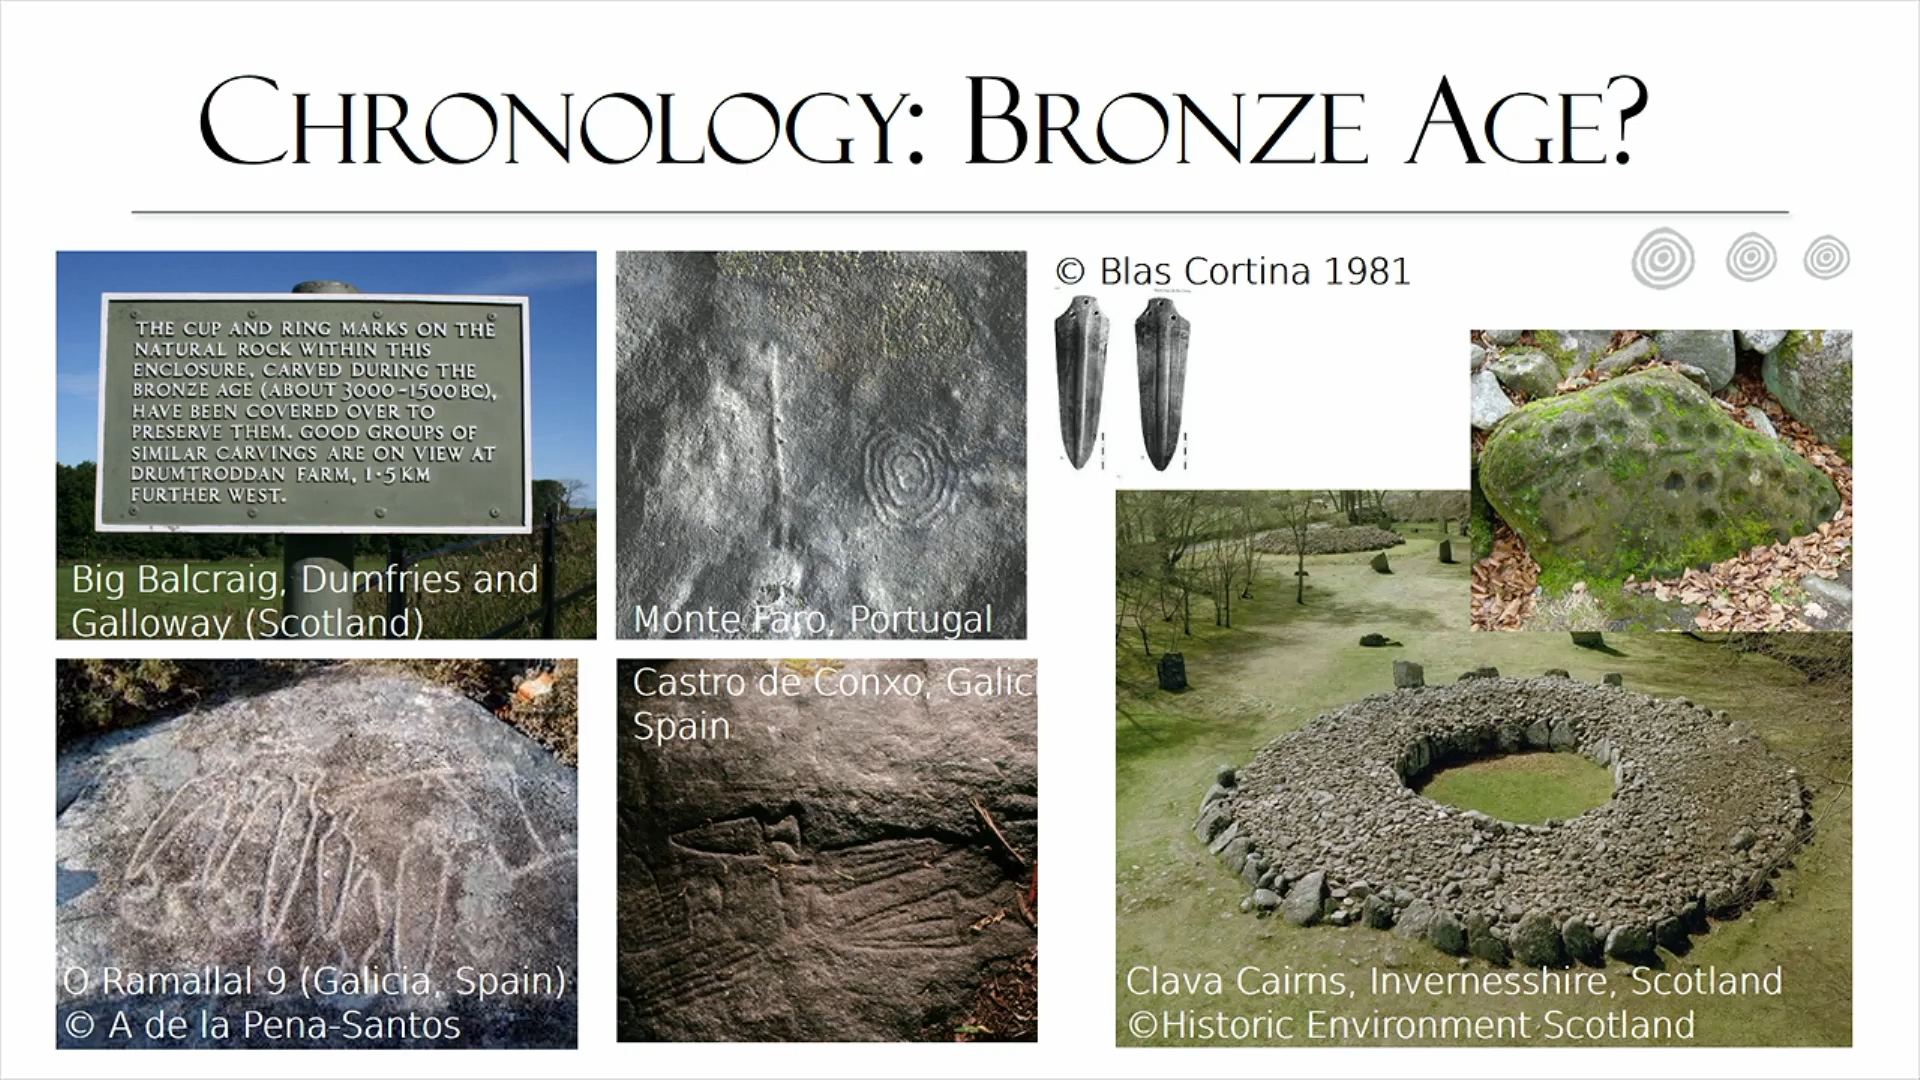 CHRONOLOGY: BRONZE AGE?
THE CUP AND RING MARKS ON THE
NATURAL ROCK WITHIN THIS
ENCLOSURE, CARVED DURING THE
BRONZE AGE (ABOUT 3000-1500BC),
HAVE BEEN COVERED OVER TO
PRESERVE THEM. GOOD GROUPS OF
SIMILAR CARVINGS ARE ON VIEW AT
DRUMTRODDAN FARM, 1·5KM
FURTHER WEST.
Big Balcraig, Dumfries and
Galloway (Scotland)
Monte Faro, Portugal
© Blas Cortina 1981
O Ramallal 9 (Galicia, Spain)
© A de la Pena-Santos
Castro de Conxo, Galic
Spain
Clava Cairns, Invernesshire, Scotland
©Historic Environment Scotland